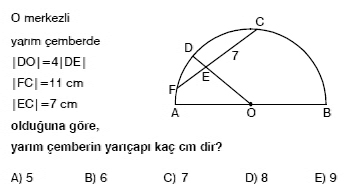 O merkezli
yarım çemberde
|DO|=4|DE|
|FC|=11 cm
|EC|=7 cm
olduğuna göre,
yarım çemberin yarıçapı kaç cm dir?
C
D
7
E
F
A
O
B
A) 5 B) 6 C) 7 D) 8 E) 9